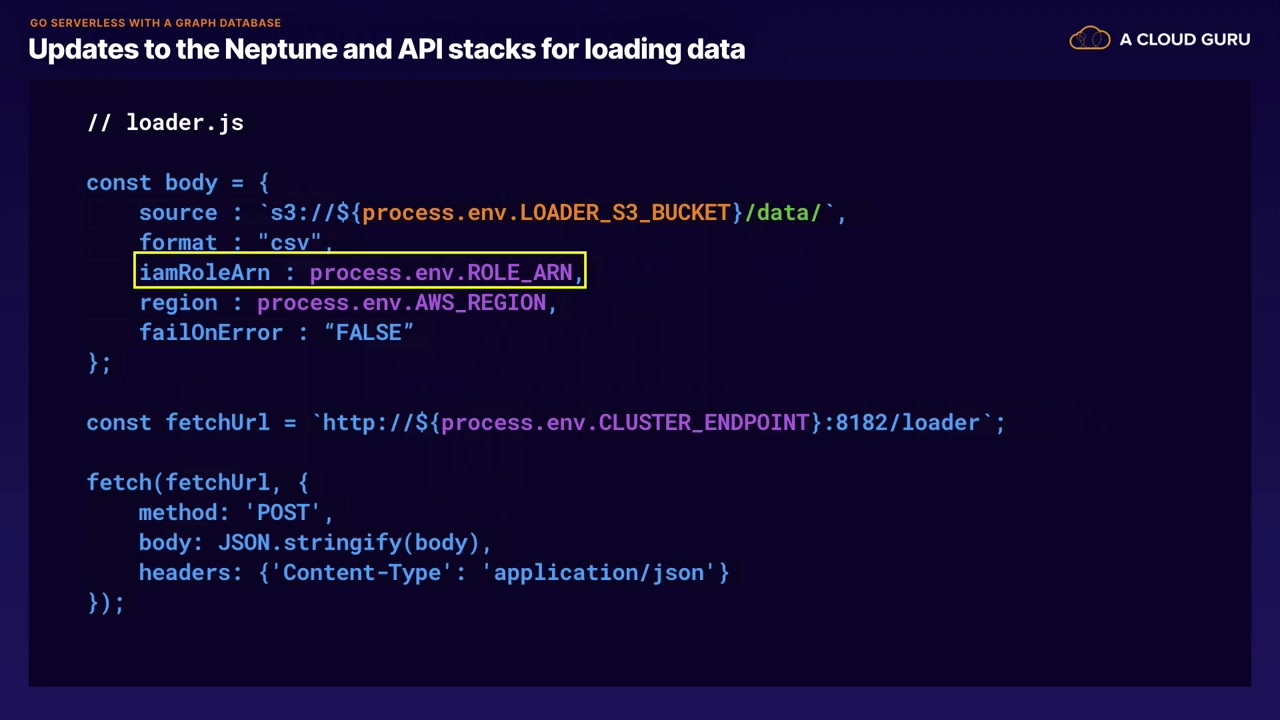 GO SERVERLESS WITH A GRAPH DATABASE
Updates to the Neptune and API stacks for loading data
A CLOUD GURU
// loader.js
const body = {
    source : `s3://${process.env.LOADER_S3_BUCKET}/data/`,
    format : "csv",
    iamRoleArn : process.env.ROLE_ARN,
    region : process.env.AWS_REGION,
    failOnError : “FALSE”
};
const fetchUrl = `http://${process.env.CLUSTER_ENDPOINT}:8182/loader`;
fetch(fetchUrl, {
    method: 'POST',
    body: JSON.stringify(body),
    headers: {'Content-Type': 'application/json'}
});